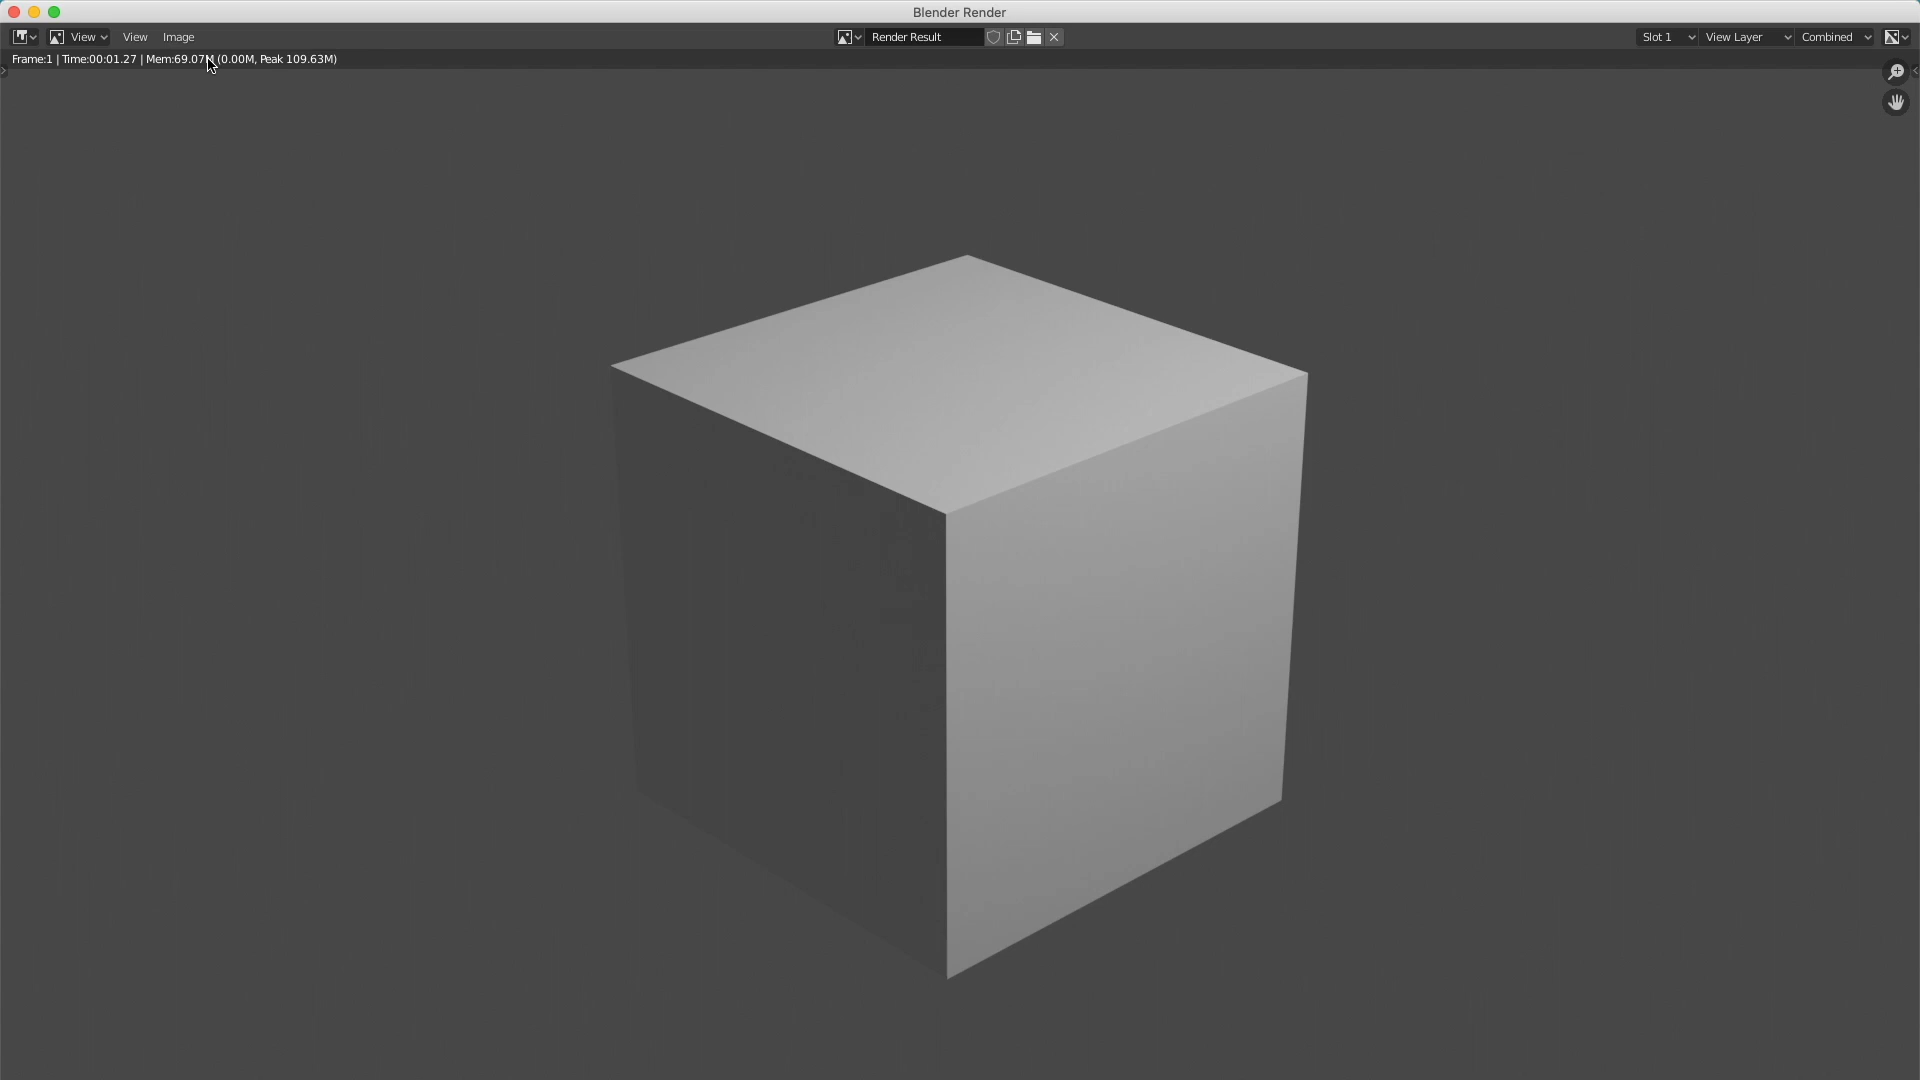 Blender Render
View View Image Render Result Slot 1 View Layer Combined
Frame:1 | Time:00:01.27 | Mem:69.07M (0.00M, Peak 109.63M)